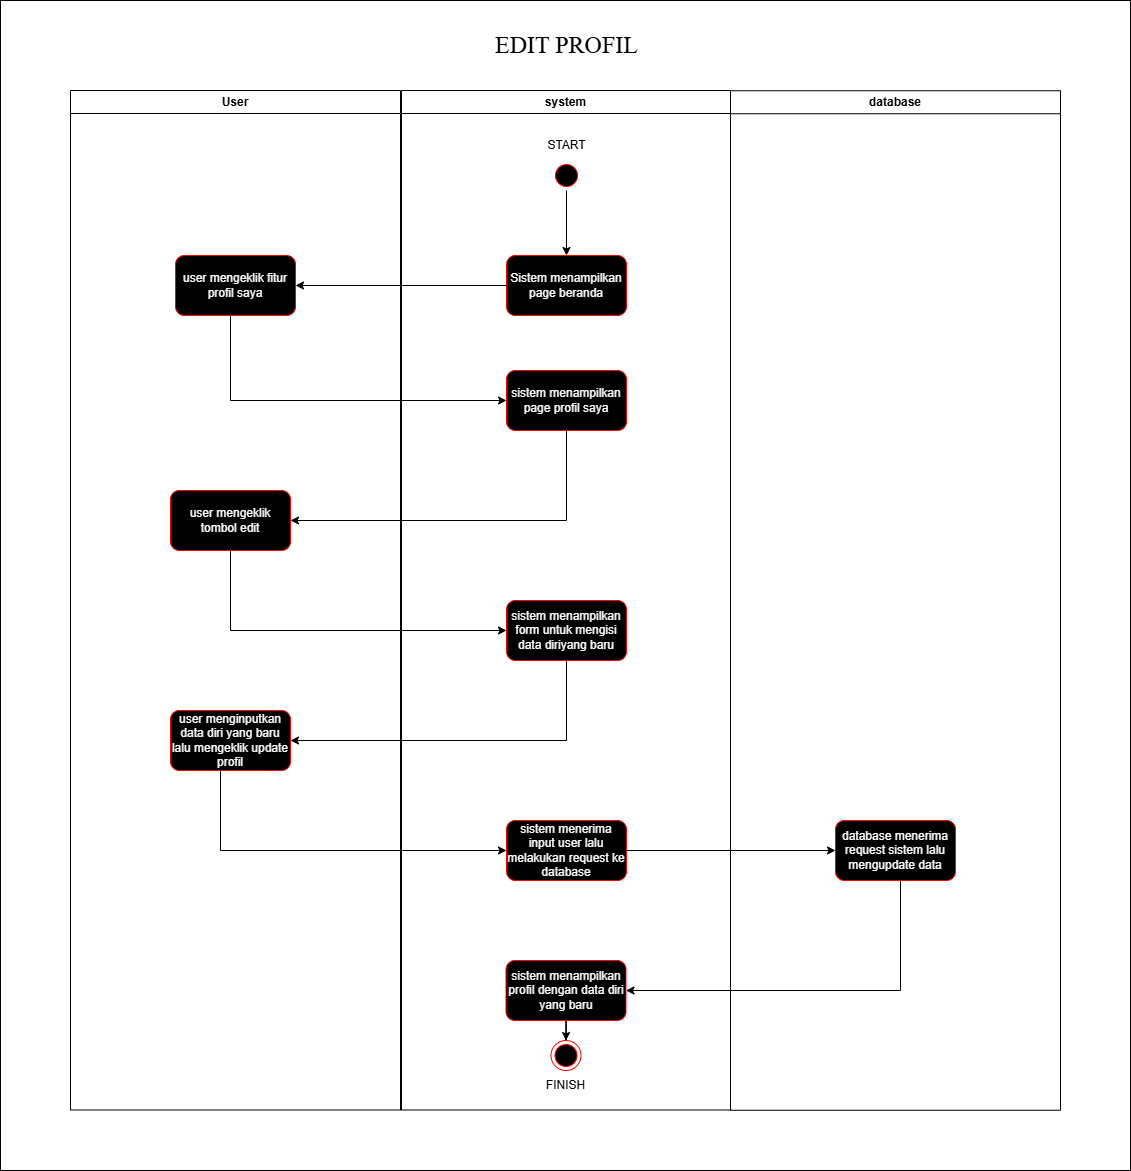 EDIT PROFIL
User
system
database
START
Sistem menampilkan
page beranda
user mengeklik fitur
profil saya
sistem menampilkan
page profil saya
user mengeklik
tombol edit
sistem menampilkan
form untuk mengisi
data diriyang baru
user menginputkan
data diri yang baru
lalu mengeklik update
profil
sistem menerima
input user lalu
melakukan request ke
database
database menerima
request sistem lalu
mengupdate data
sistem menampilkan
profil dengan data diri
yang baru
FINISH